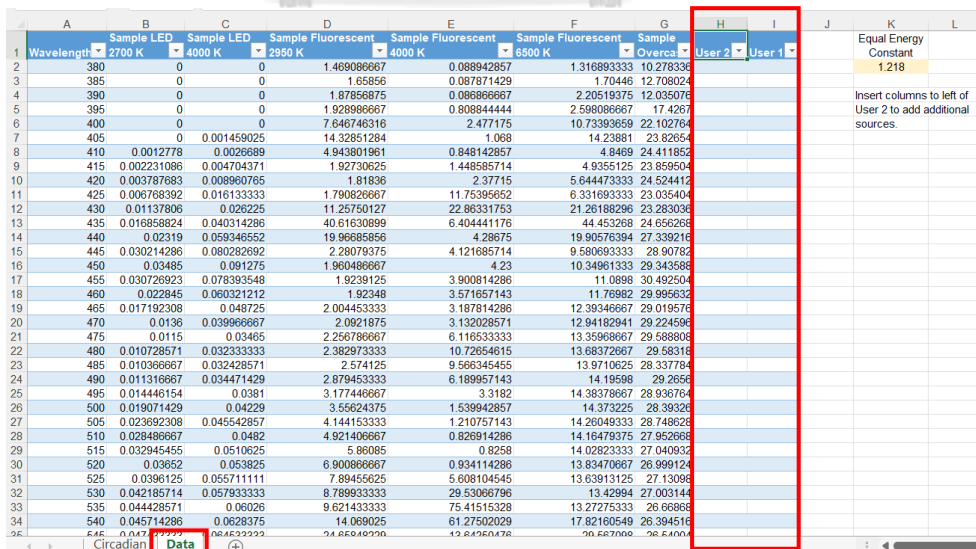 A B C D E F G H I J K L
Sample LED Sample LED Sample Fluorescent Sample Fluorescent Sample Fluorescent Sample Equal Energy
1 Wavelength 2700 K 4000 K 2950 K 4000 K 6500 K Overcas User 2 User 1 Constant
2 380 0 0 1.469086667 0.088942857 1.316893333 10.278336 1.218
3 385 0 0 1.65856 0.087871429 1.70446 12.708024
4 390 0 0 1.87856875 0.086866667 2.20519375 12.035076 Insert columns to left of
5 395 0 0 1.928986667 0.808844444 2.598086667 17.4267 User 2 to add additional
6 400 0 0 7.646746316 2.477175 10.73393659 22.102764 sources.
7 405 0 0.001459025 14.32851284 1.068 14.23881 23.82654
8 410 0.0012778 0.0026689 4.943801961 0.848142857 4.8469 24.411852
9 415 0.002231086 0.004704371 1.92730625 1.448585714 4.9355125 23.859504
10 420 0.003787683 0.008960765 1.81836 2.37715 5.644473333 24.524412
11 425 0.006768392 0.016133333 1.790826667 11.75395652 6.331693333 23.035404
12 430 0.01137806 0.026225 11.25750127 22.86331753 21.26188296 23.283036
13 435 0.016858824 0.040314286 40.61630899 6.404441176 44.453268 24.656268
14 440 0.02319 0.059346552 19.96685856 4.28675 19.90576394 27.339216
15 445 0.030214286 0.080282692 2.28079375 4.121685714 9.580693333 28.90782
16 450 0.03485 0.091275 1.960486667 4.23 10.34961333 29.343588
17 455 0.030726923 0.078393548 1.9239125 3.900814286 11.0898 30.492504
18 460 0.022845 0.060321212 1.92348 3.571657143 11.76982 29.995632
19 465 0.017192308 0.048725 2.004453333 3.187814286 12.39346667 29.019576
20 470 0.0136 0.039966667 2.0921875 3.132028571 12.94182941 29.224596
21 475 0.0115 0.03465 2.256786667 6.116533333 13.35968667 29.588808
22 480 0.010728571 0.032333333 2.382973333 10.72654615 13.68372667 29.58318
23 485 0.010366667 0.032428571 2.574125 9.566345455 13.9710625 28.337784
24 490 0.011316667 0.034471429 2.879453333 6.189957143 14.19598 29.2656
25 495 0.014446154 0.0381 3.177446667 3.3182 14.38378667 28.936764
26 500 0.019071429 0.04229 3.55624375 1.539942857 14.373225 28.39326
27 505 0.023692308 0.045542857 4.144153333 1.210757143 14.26049333 28.748628
28 510 0.028486667 0.0482 4.921406667 0.826914286 14.16479375 27.952668
29 515 0.032945455 0.0510625 5.86085 0.8258 14.02823333 27.040932
30 520 0.03652 0.053825 6.900866667 0.934114286 13.83470667 26.999124
31 525 0.0396125 0.055711111 7.89455625 5.608104545 13.63913125 27.13098
32 530 0.042185714 0.057933333 8.789933333 29.53066796 13.42994 27.003144
33 535 0.044428571 0.06026 9.621433333 75.41515328 13.27275333 26.66868
34 540 0.045714286 0.0628375 14.069025 61.27502029 17.82160549 26.394516
Circadian Data